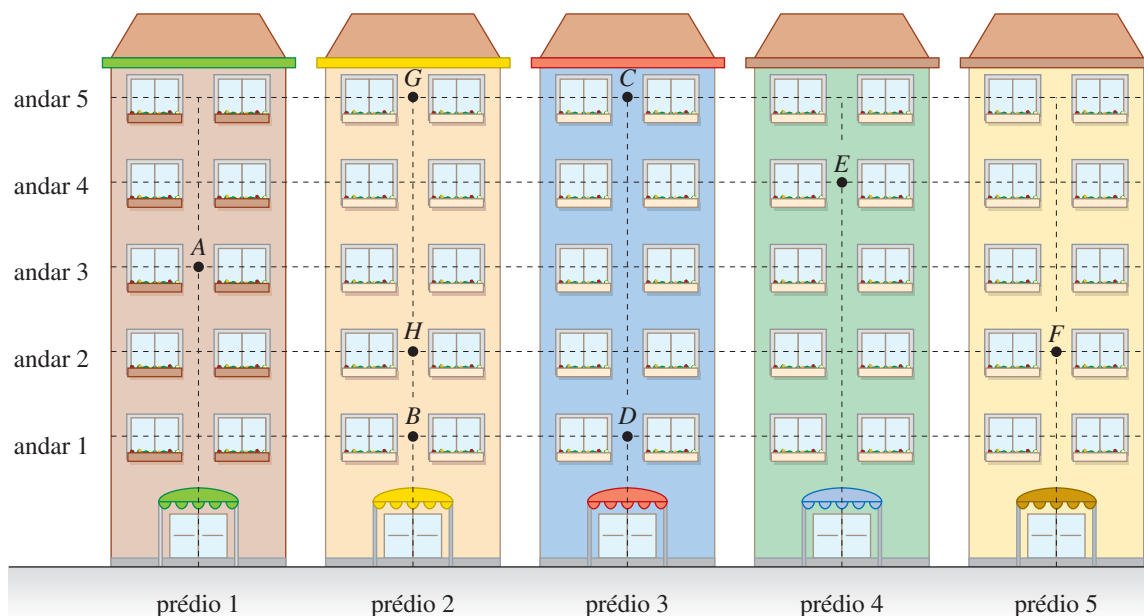 G
C
andar 5
E
andar 4
A
andar 3
H
F
andar 2
B
D
andar 1
prédio 1
prédio 2
prédio 3
prédio 4
prédio 5